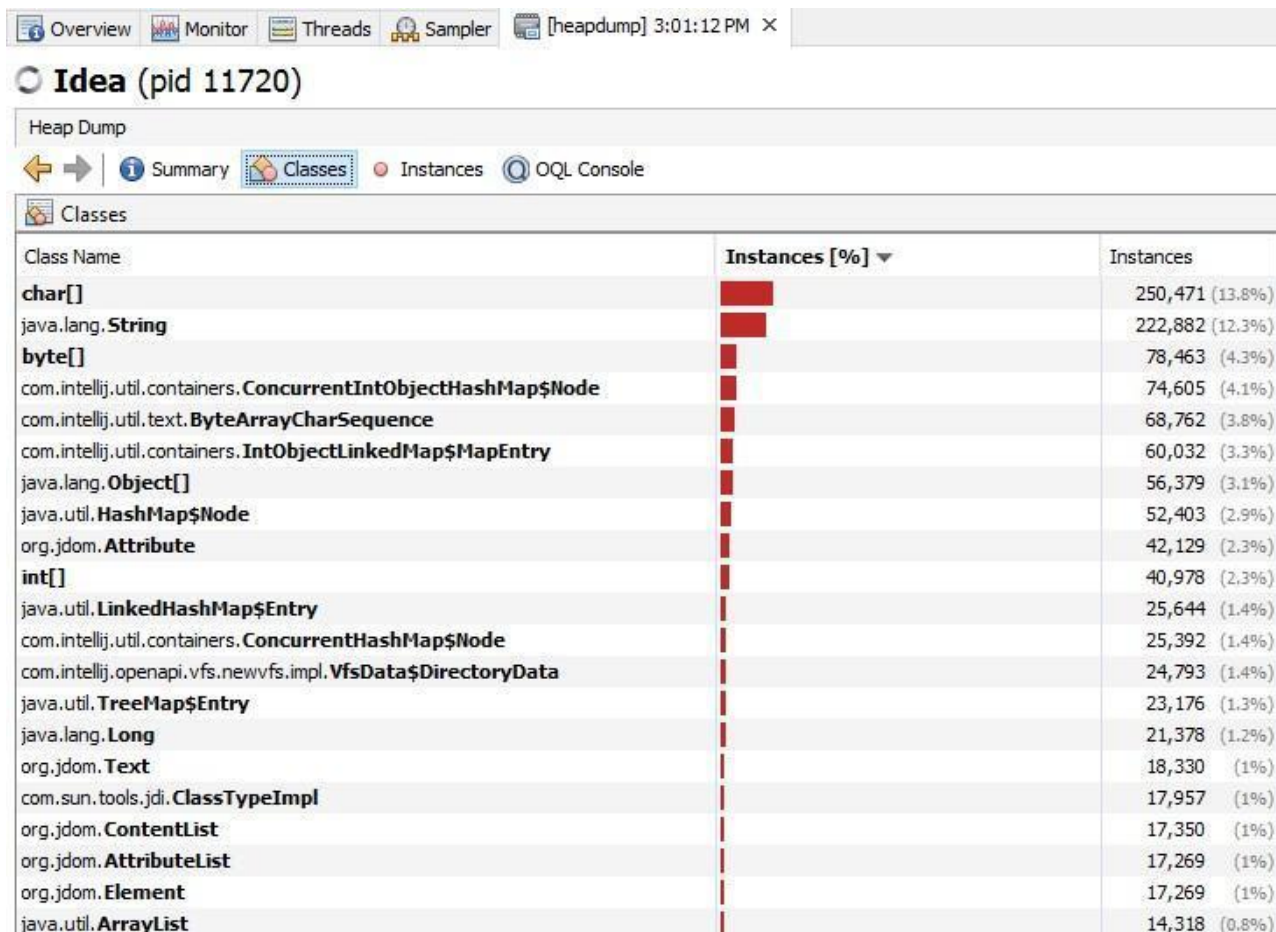 Overview Monitor Threads Sampler [heapdump] 3:01:12 PM ×
Idea (pid 11720)
Heap Dump
Summary Classes Instances OQL Console
Classes
Class Name Instances [%] Instances
char[] 250,471 (13.8%)
java.lang.String 222,882 (12.3%)
byte[] 78,463 (4.3%)
com.intellij.util.containers.ConcurrentIntObjectHashMap$Node 74,605 (4.1%)
com.intellij.util.text.ByteArrayCharSequence 68,762 (3.8%)
com.intellij.util.containers.IntObjectLinkedMap$MapEntry 60,032 (3.3%)
java.lang.Object[] 56,379 (3.1%)
java.util.HashMap$Node 52,403 (2.9%)
org.jdom.Attribute 42,129 (2.3%)
int[] 40,978 (2.3%)
java.util.LinkedHashMap$Entry 25,644 (1.4%)
com.intellij.util.containers.ConcurrentHashMap$Node 25,392 (1.4%)
com.intellij.openapi.vfs.newvfs.impl.VfsData$DirectoryData 24,793 (1.4%)
java.util.TreeMap$Entry 23,176 (1.3%)
java.lang.Long 21,378 (1.2%)
org.jdom.Text 18,330 (1%)
com.sun.tools.jdi.ClassTypeImpl 17,957 (1%)
org.jdom.ContentList 17,350 (1%)
org.jdom.AttributeList 17,269 (1%)
org.jdom.Element 17,269 (1%)
java.util.ArrayList 14,318 (0.8%)